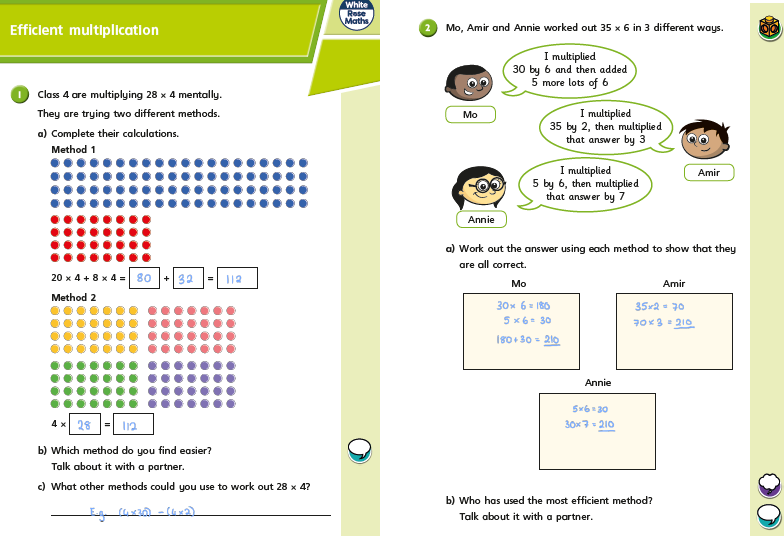 Efficient multiplication
White
Rose
Maths
1 Class 4 are multiplying 28 × 4 mentally.
They are trying two different methods.
a) Complete their calculations.
Method 1
20 × 4 + 8 × 4 = 80 + 32 = 112
Method 2
4 × 28 = 112
b) Which method do you find easier?
Talk about it with a partner.
c) What other methods could you use to work out 28 × 4?
E.g. (4×30) - (4×2)
2 Mo, Amir and Annie worked out 35 × 6 in 3 different ways.
I multiplied
30 by 6 and then added
5 more lots of 6
Mo
I multiplied
35 by 2, then multiplied
that answer by 3
Amir
I multiplied
5 by 6, then multiplied
that answer by 7
Annie
a) Work out the answer using each method to show that they
are all correct.
Mo
30 × 6 = 180
5 × 6 = 30
180 + 30 = 210
Amir
35×2 = 70
70×3 = 210
Annie
5×6=30
30×7 = 210
b) Who has used the most efficient method?
Talk about it with a partner.